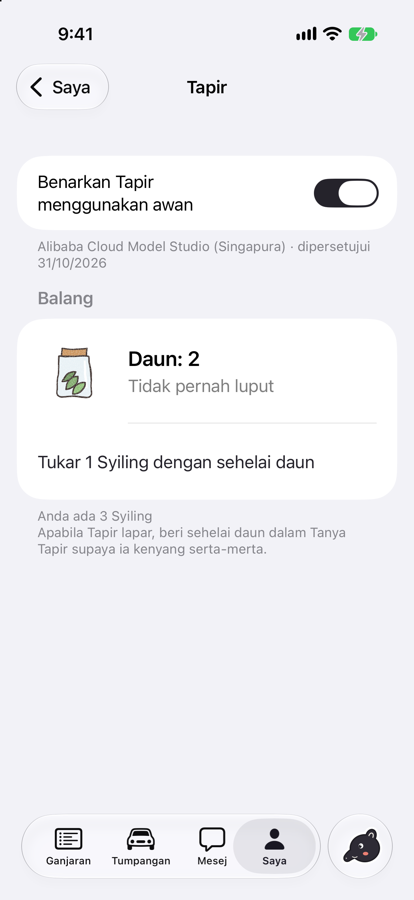 9:41
Saya
Tapir
Benarkan Tapir
menggunakan awan
Alibaba Cloud Model Studio (Singapura) · dipersetujui
31/10/2026
Balang
Daun: 2
Tidak pernah luput
Tukar 1 Syiling dengan sehelai daun
Anda ada 3 Syiling
Apabila Tapir lapar, beri sehelai daun dalam Tanya
Tapir supaya ia kenyang serta-merta.
Ganjaran
Tumpangan
Mesej
Saya